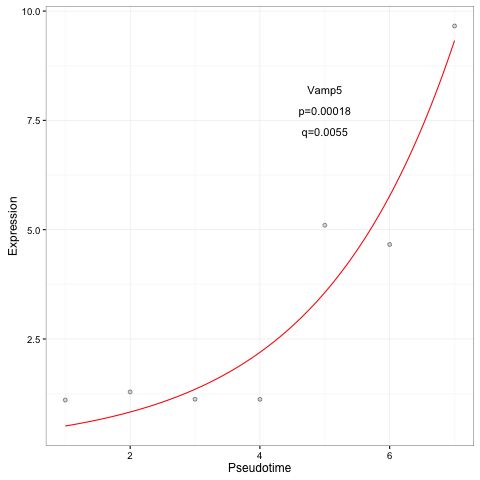 10.0
Vamp5
p=0.00018
7.5
q=0.0055
Expression
5.0
2.5
2 4 6
Pseudotime